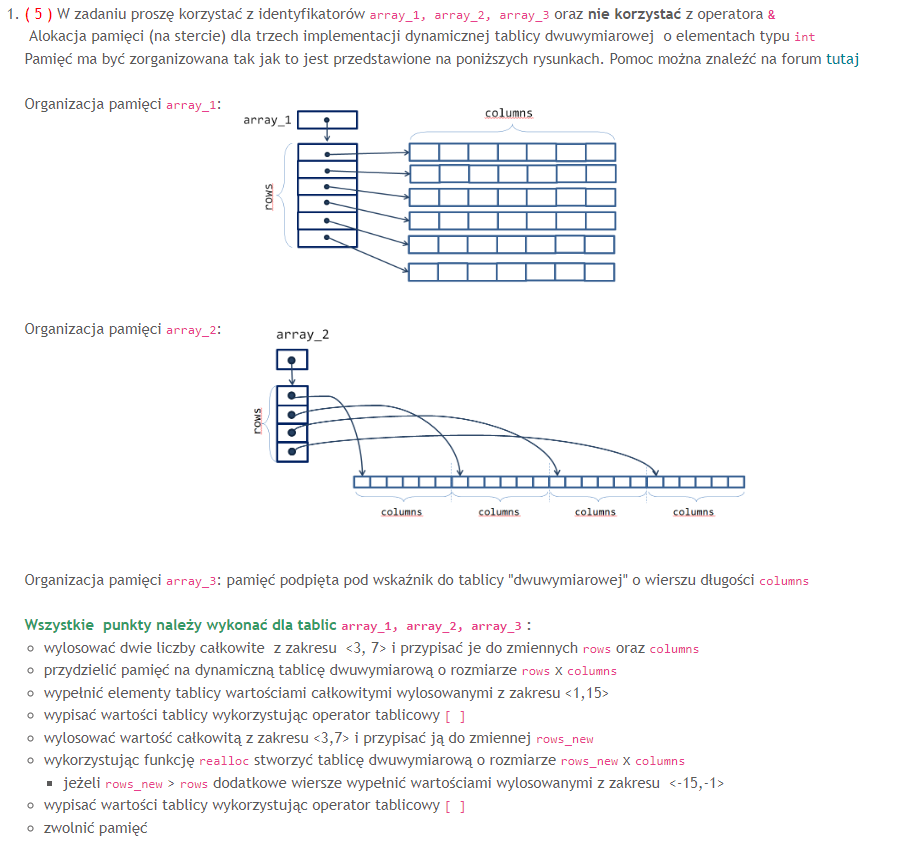 1. ( 5 ) W zadaniu proszę korzystać z identyfikatorów array_1, array_2, array_3 oraz nie korzystać z operatora &
Alokacja pamięci (na stercie) dla trzech implementacji dynamicznej tablicy dwuwymiarowej o elementach typu int
Pamięć ma być zorganizowana tak jak to jest przedstawione na poniższych rysunkach. Pomoc można znaleźć na forum tutaj
Organizacja pamięci array_1:
array_1
columns
rows
Organizacja pamięci array_2:
array_2
rows
columns columns columns columns
Organizacja pamięci array_3: pamięć podpięta pod wskaźnik do tablicy "dwuwymiarowej" o wierszu długości columns
Wszystkie punkty należy wykonać dla tablic array_1, array_2, array_3 :
wylosować dwie liczby całkowite z zakresu <3, 7> i przypisać je do zmiennych rows oraz columns
przydzielić pamięć na dynamiczną tablicę dwuwymiarową o rozmiarze rows x columns
wypełnić elementy tablicy wartościami całkowitymi wylosowanymi z zakresu <1,15>
wypisać wartości tablicy wykorzystując operator tablicowy [ ]
wylosować wartość całkowitą z zakresu <3,7> i przypisać ją do zmiennej rows_new
wykorzystując funkcję realloc stworzyć tablicę dwuwymiarową o rozmiarze rows_new x columns
jeżeli rows_new > rows dodatkowe wiersze wypełnić wartościami wylosowanymi z zakresu <-15,-1>
wypisać wartości tablicy wykorzystując operator tablicowy [ ]
zwolnić pamięć